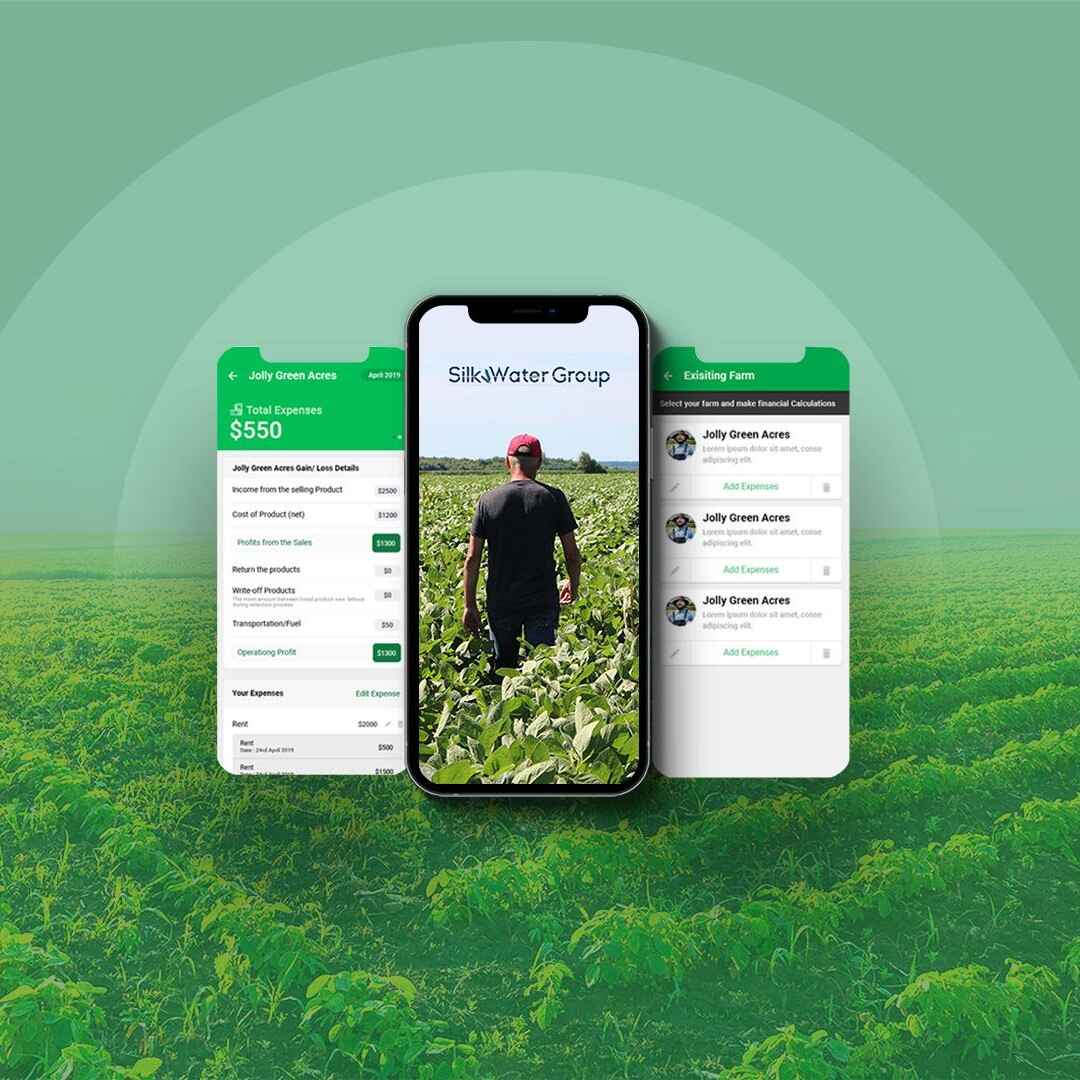 Jolly Green Acres
April 2019
Total Expenses
$550
Jolly Green Acres Gain/ Loss Details
Income from the selling Product
$2500
Cost of Product (net)
$1200
Profits from the Sales
$1300
Return the products
$0
Write-off Products
$0
Transportation/Fuel
$50
Operationg Profit
$1300
Your Expenses
Edit Expense
Rent
$2000
Rent
$500
Date : 24rd April 2019
Rent
$1500
Silk Water Group
Exisiting Farm
Select your farm and make financial Calculations
Jolly Green Acres
Lorem ipsum dolor sit amet, conse
adipiscing elit.
Add Expenses
Jolly Green Acres
Lorem ipsum dolor sit amet, conse
adipiscing elit.
Add Expenses
Jolly Green Acres
Lorem ipsum dolor sit amet, conse
adipiscing elit.
Add Expenses